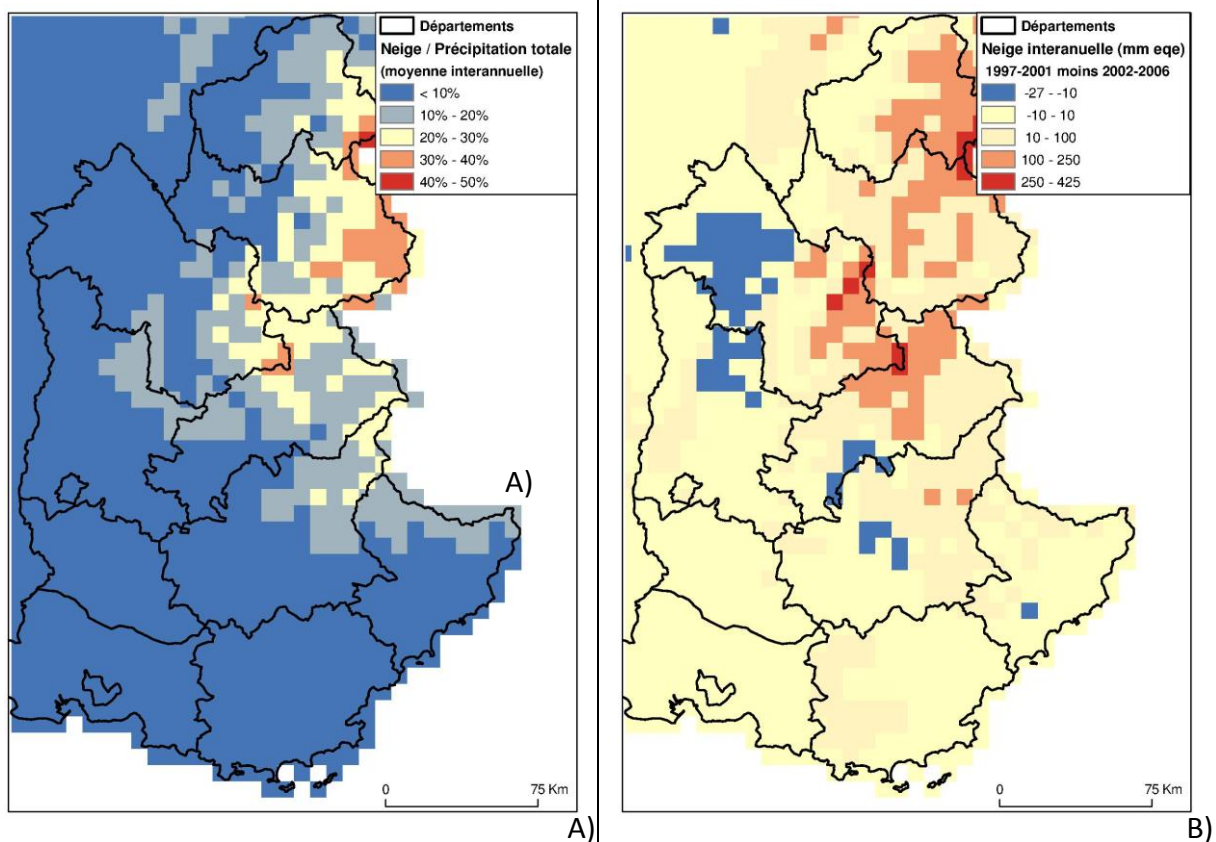 Départements
Neige / Précipitation totale
(moyenne interannuelle)
< 10%
10% - 20%
20% - 30%
30% - 40%
40% - 50%
A)
0 75 Km
A)
Départements
Neige interanuelle (mm eqe)
1997-2001 moins 2002-2006
-27 - -10
-10 - 10
10 - 100
100 - 250
250 - 425
0 75 Km
B)